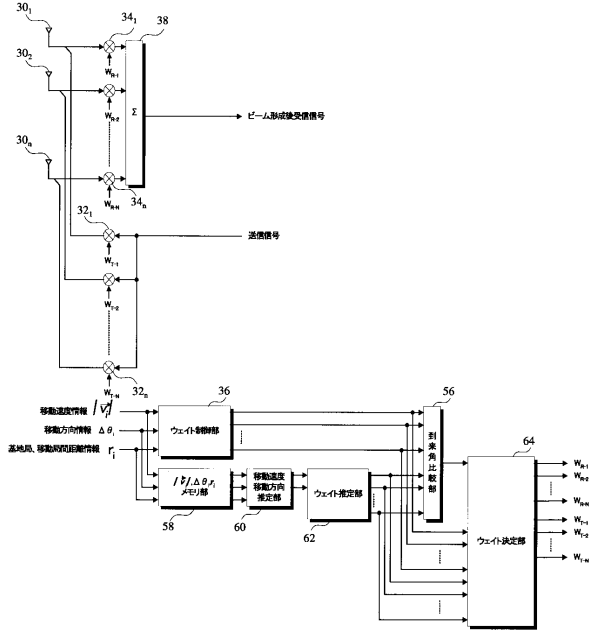 30₁
34₁
38
W_R-1
30₂
W_R-2
Σ
ビーム形成後受信信号
30ₙ
W_R-N
34ₙ
32₁
送信信号
W_T-1
W_T-2
W_T-N
32ₙ
移動速度情報 |v⃗ᵢ|
移動方向情報 Δθᵢ
基地局、移動局間距離情報 rᵢ
36
ウェイト制御部
56
到来角比較部
64
|v⃗|,Δθ,rᵢ
メモリ部
58
移動速度
移動方向
推定部
60
ウェイト推定部
62
ウェイト決定部
W_R-1
W_R-2
W_R-N
W_T-1
W_T-2
W_T-N